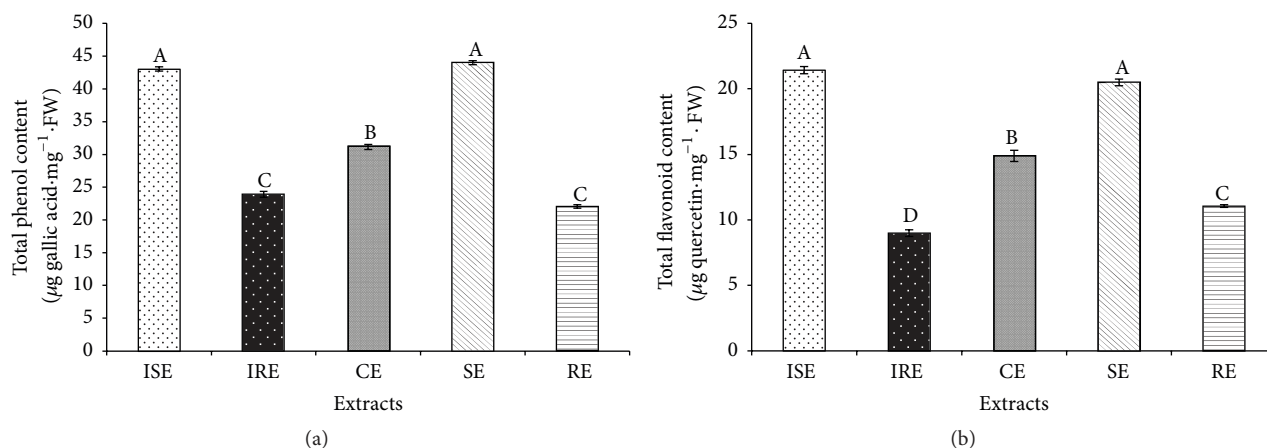 Total phenol content
(μg gallic acid·mg⁻¹·FW)
50
45
40
35
30
25
20
15
10
5
0
A
C
B
A
C
ISE
IRE
CE
SE
RE
Extracts
(a)
Total flavonoid content
(μg quercetin·mg⁻¹ · FW)
25
20
15
10
5
0
A
D
B
A
C
ISE
IRE
CE
SE
RE
Extracts
(b)